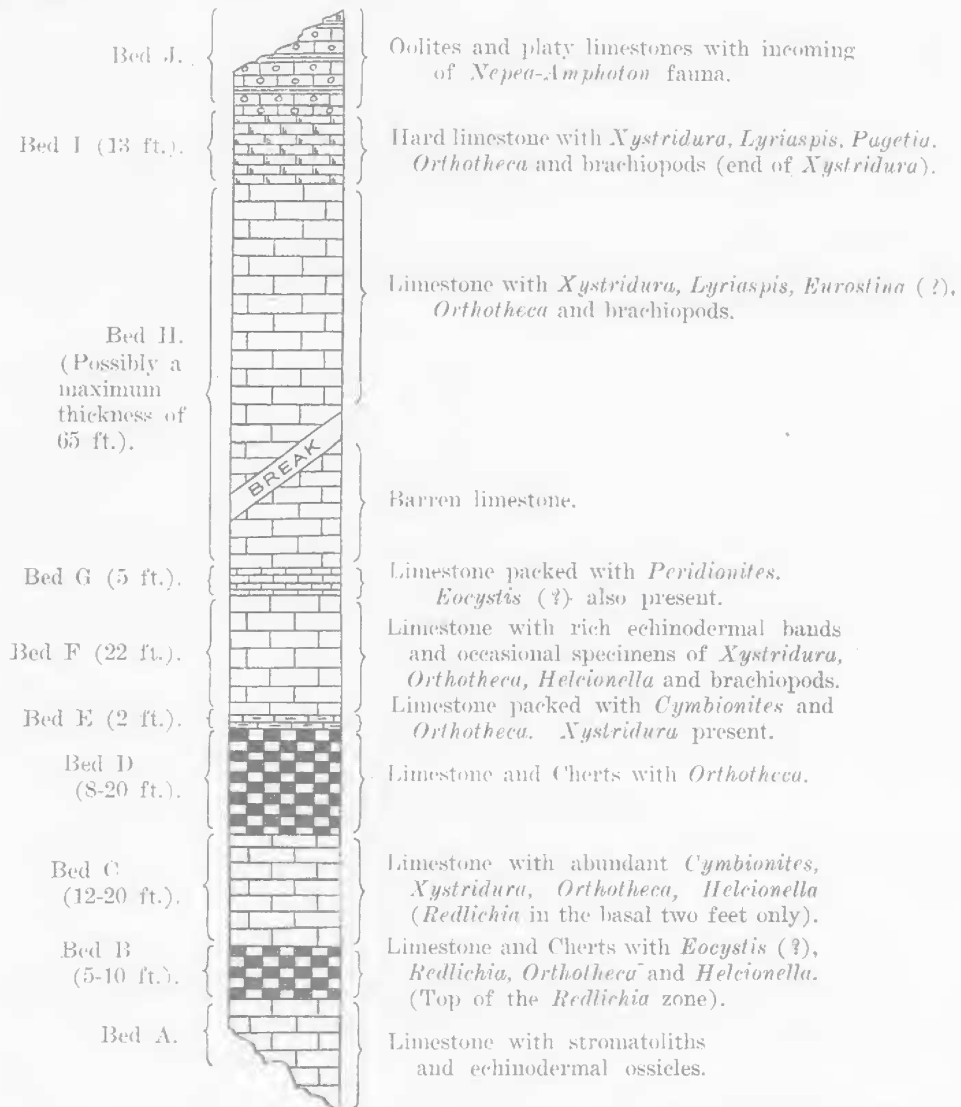 Bed J.
Oolites and platy limestones with incoming
of Nepea-Amphoton fauna.
Bed I (13 ft.).
Hard limestone with Xystridura, Lyriaspis, Pagetia.
Orthotheca and brachiopods (end of Xystridura).
Limestone with Xystridura, Lyriaspis, Eurostina (?),
Orthotheca and brachiopods.
Bed H.
(Possibly a
maximum
thickness of
65 ft.).
BREAK
Barren limestone.
Bed G (5 ft.).
Limestone packed with Peridionites.
Eocystis (?) also present.
Bed F (22 ft.).
Limestone with rich echinodermal bands
and occasional specimens of Xystridura,
Orthotheca, Helcionella and brachiopods.
Bed E (2 ft.).
Limestone packed with Cymbionites and
Orthotheca. Xystridura present.
Bed D
(8-20 ft.).
Limestone and Cherts with Orthotheca.
Bed C
(12-20 ft.).
Limestone with abundant Cymbionites,
Xystridura, Orthotheca, Helcionella
(Redlichia in the basal two feet only).
Bed B
(5-10 ft.).
Limestone and Cherts with Eocystis (?),
Redlichia, Orthotheca and Helcionella.
(Top of the Redlichia zone).
Bed A.
Limestone with stromatoliths
and echinodermal ossicles.